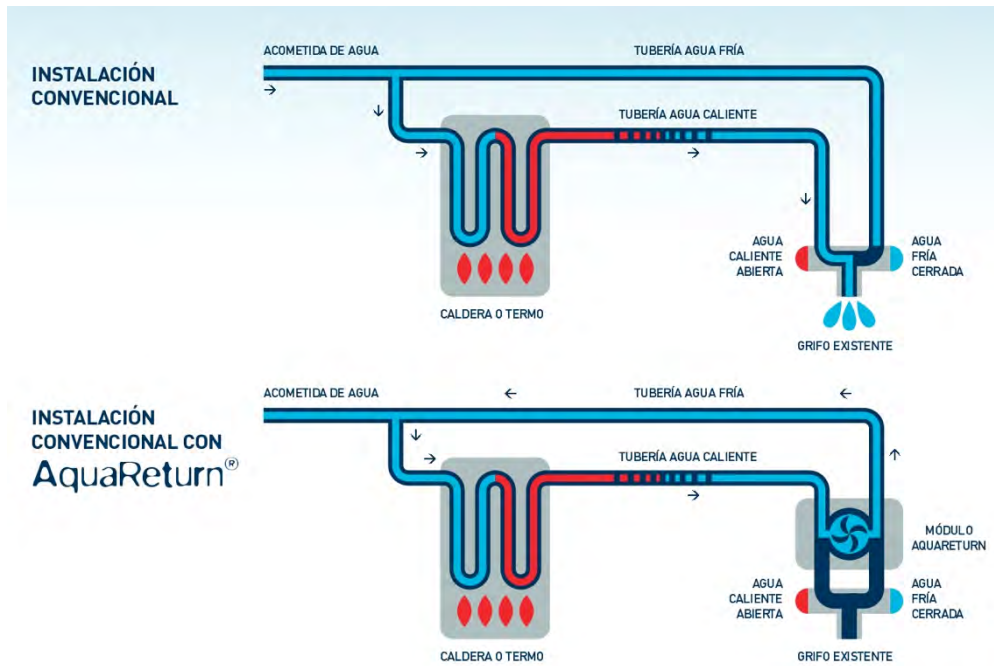 ACOMETIDA DE AGUA
TUBERÍA AGUA FRÍA
INSTALACIÓN
CONVENCIONAL
TUBERÍA AGUA CALIENTE
AGUA
CALIENTE
ABIERTA
AGUA
FRÍA
CERRADA
CALDERA O TERMO
GRIFO EXISTENTE
ACOMETIDA DE AGUA
TUBERÍA AGUA FRÍA
INSTALACIÓN
CONVENCIONAL CON
AquaReturn®
TUBERÍA AGUA CALIENTE
MÓDULO
AQUARETURN
AGUA
CALIENTE
ABIERTA
AGUA
FRÍA
CERRADA
CALDERA O TERMO
GRIFO EXISTENTE